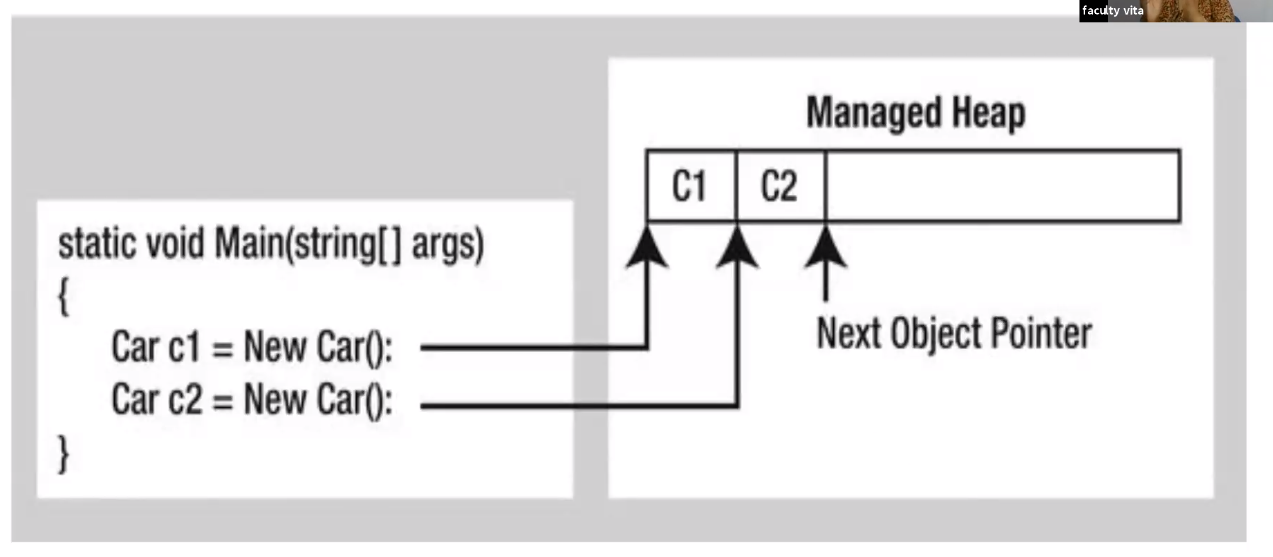 faculty vita
Managed Heap
C1 C2
static void Main(string[] args)
{
Car c1 = New Car():
Car c2 = New Car():
}
Next Object Pointer